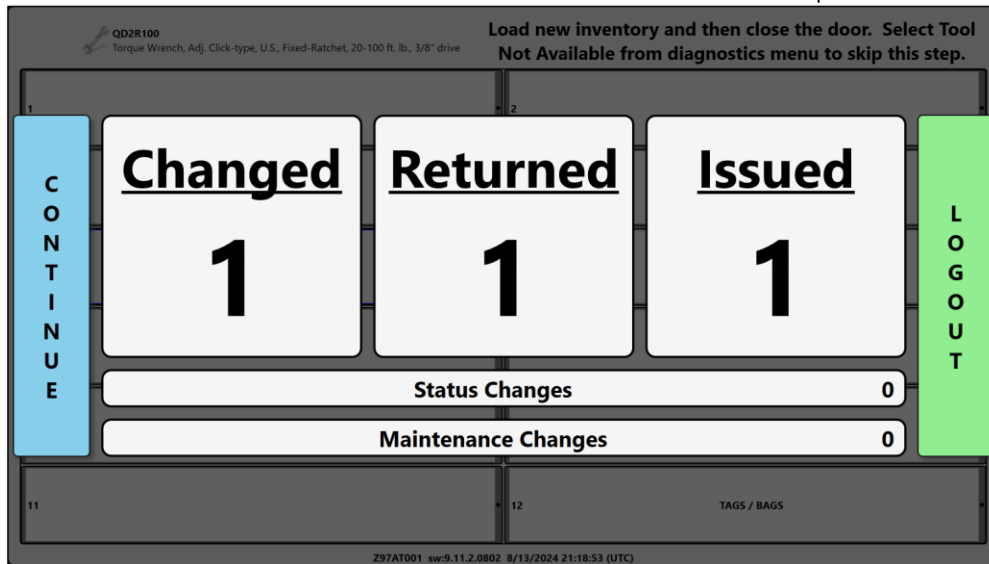 QD2R100
Torque Wrench, Adj. Click-type, U.S., Fixed-Ratchet, 20-100 ft. lb., 3/8" drive
Load new inventory and then close the door.  Select Tool
Not Available from diagnostics menu to skip this step.
1
2
CONTINUE
Changed
1
Returned
1
Issued
1
LOGOUT
Status Changes 0
Maintenance Changes 0
11
12
TAGS / BAGS
Z97AT001  sw:9.11.2.0802  8/13/2024 21:18:53 (UTC)